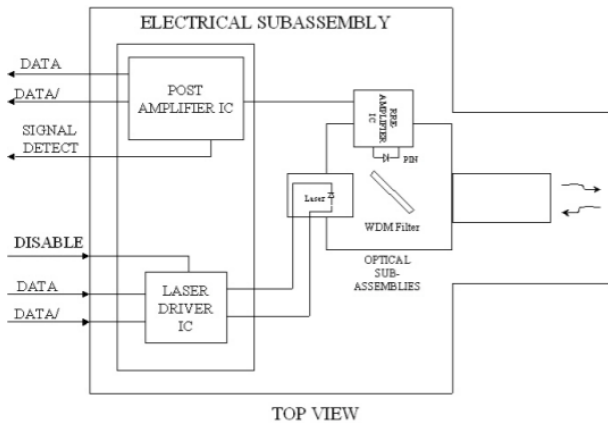 ELECTRICAL SUBASSEMBLY
DATA
DATA/
SIGNAL
DETECT
POST
AMPLIFIER IC
PRE-
AMPLIFIER
IC
PIN
Laser
WDM Filter
OPTICAL
SUB-
ASSEMBLIES
DISABLE
DATA
DATA/
LASER
DRIVER
IC
TOP VIEW